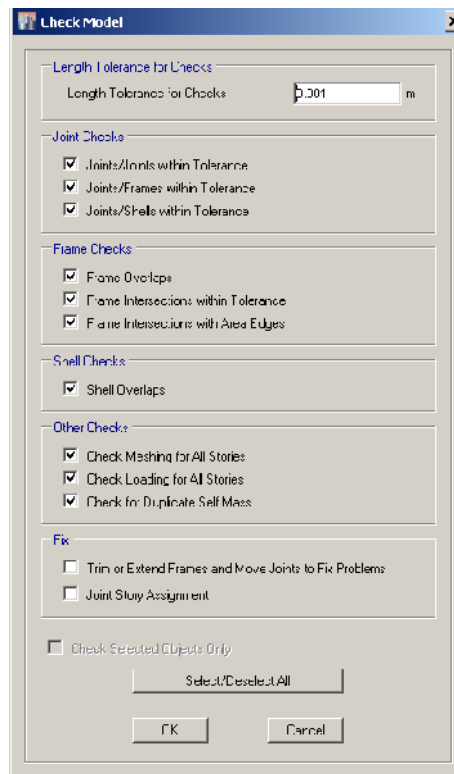 Check Model
Length Tolerance for Checks
Length Tolerance for Checks 0.001 m
Joint Checks
Joints/Joints within Tolerance
Joints/Frames within Tolerance
Joints/Shells within Tolerance
Frame Checks
Frame Overlaps
Frame Intersections within Tolerance
Frame Intersections with Area Edges
Shell Checks
Shell Overlaps
Other Checks
Check Meshing for All Stories
Check Loading for All Stories
Check for Duplicate Self Mass
Fix
Trim or Extend Frames and Move Joints to Fix Problems
Joint Story Assignment
Check Selected Objects Only
Select/Deselect All
OK Cancel